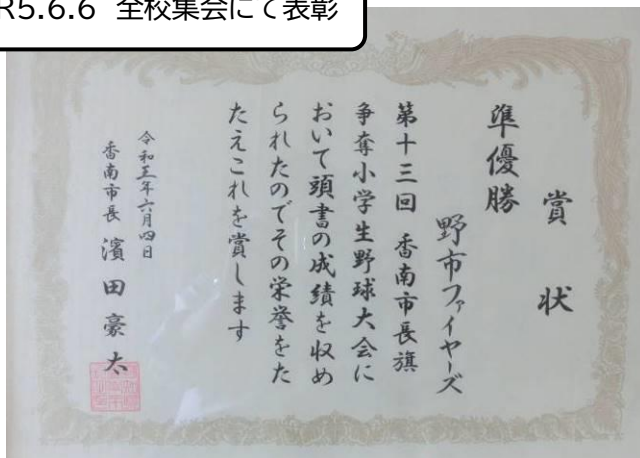 R5.6.6 全校集会にて表彰
賞状
準優勝
野市ファイヤーズ
第十三回 香南市長旗
争奪小学生野球大会に
おいて頭書の成績を収め
られたのでその栄誉をた
たえこれを賞します
令和五年六月四日
香南市長 濱田豪太